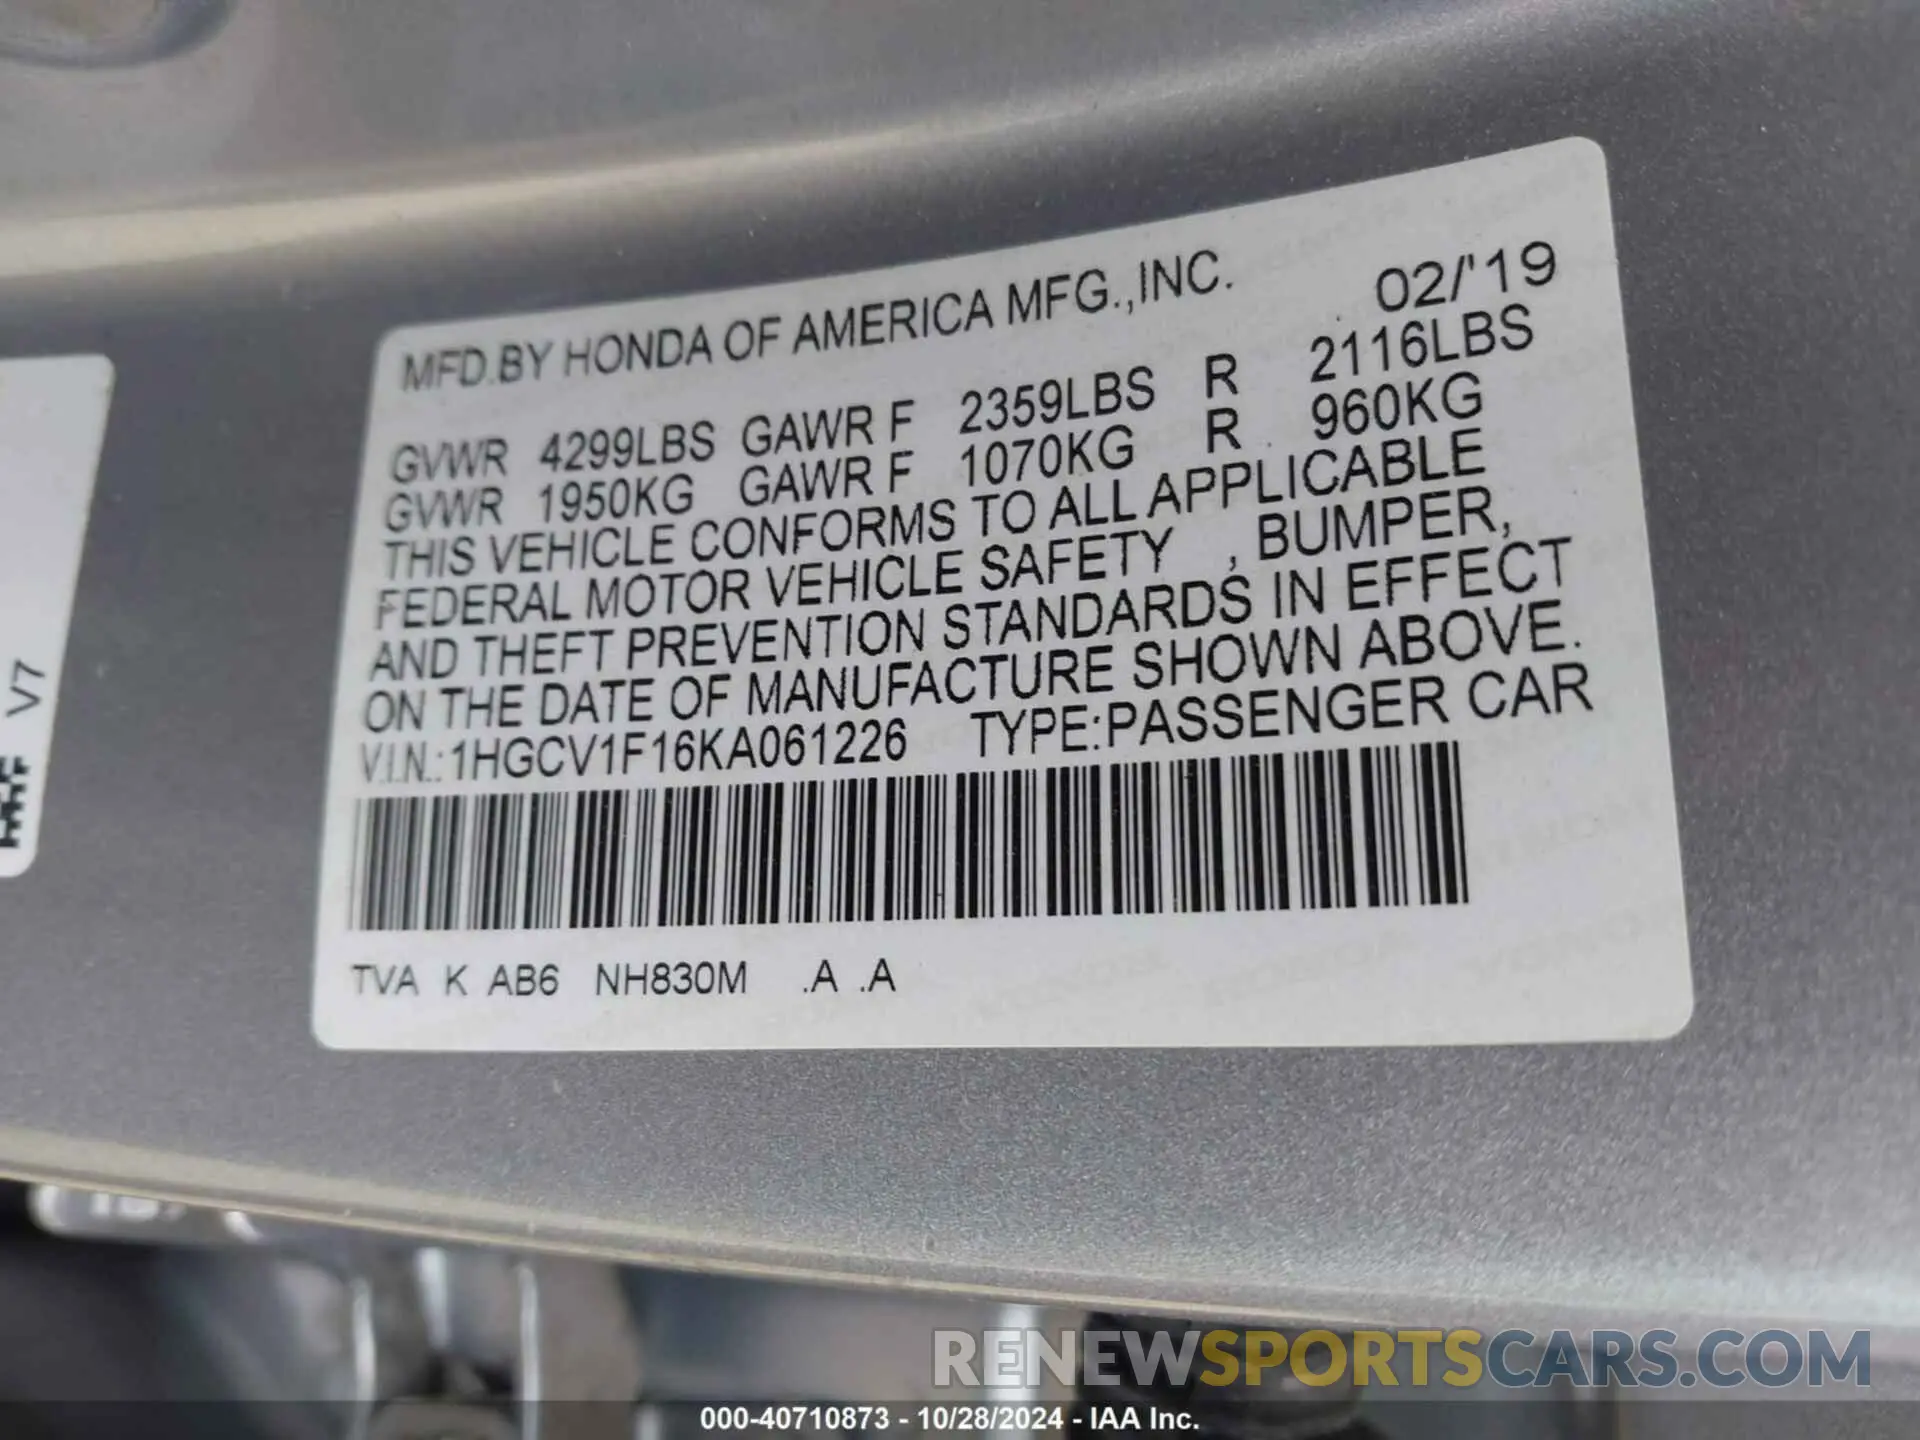 MFD.BY HONDA OF AMERICA MFG.,INC. 02/'19
GVWR 4299LBS GAWR F 2359LBS R 2116LBS
GVWR 1950KG GAWR F 1070KG R 960KG
THIS VEHICLE CONFORMS TO ALL APPLICABLE
FEDERAL MOTOR VEHICLE SAFETY , BUMPER,
AND THEFT PREVENTION STANDARDS IN EFFECT
ON THE DATE OF MANUFACTURE SHOWN ABOVE.
V.I.N.:1HGCV1F16KA061226 TYPE:PASSENGER CAR
TVA K AB6 NH830M .A .A
V7
RENEWSPORTSCARS.COM
000-40710873 - 10/28/2024 - IAA Inc.